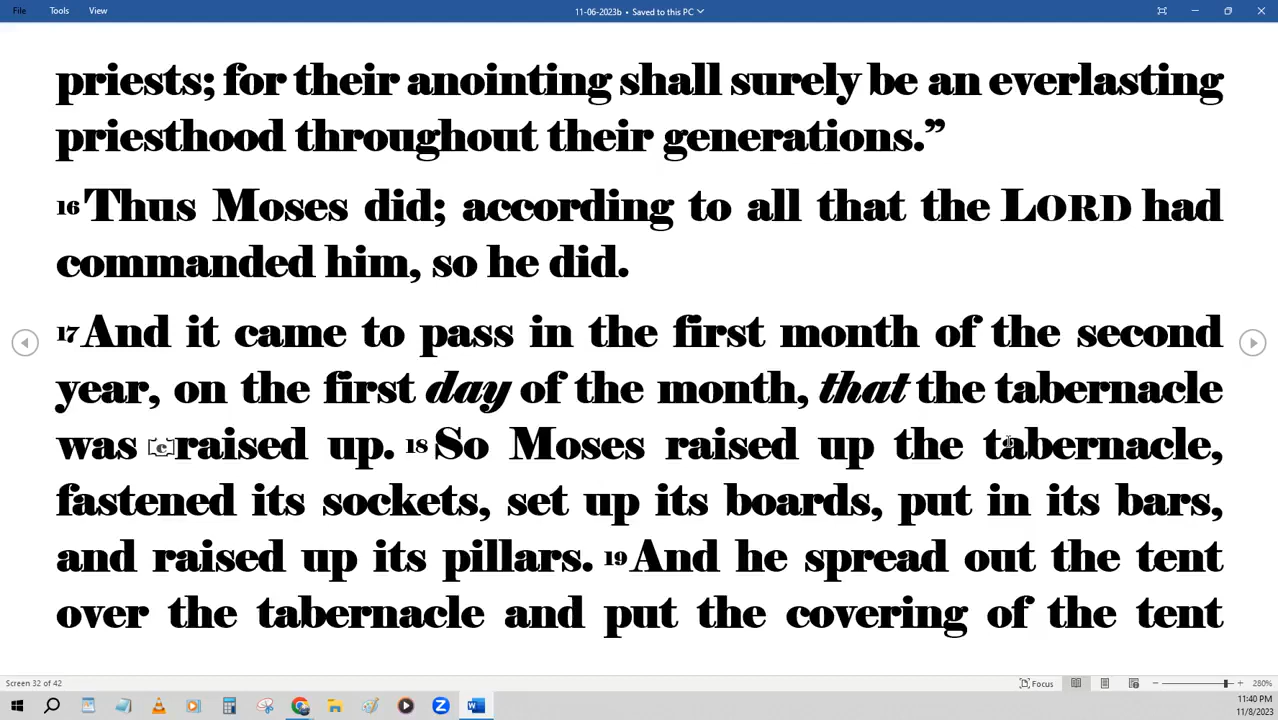 File Tools View 11-06-2023b • Saved to this PC
priests; for their anointing shall surely be an everlasting
priesthood throughout their generations.”
16 Thus Moses did; according to all that the LORD had
commanded him, so he did.
17 And it came to pass in the first month of the second
year, on the first day of the month, that the tabernacle
was [c]raised up. 18 So Moses raised up the tabernacle,
fastened its sockets, set up its boards, put in its bars,
and raised up its pillars. 19 And he spread out the tent
over the tabernacle and put the covering of the tent
Screen 32 of 42 Focus 280%
11:40 PM
11/8/2023